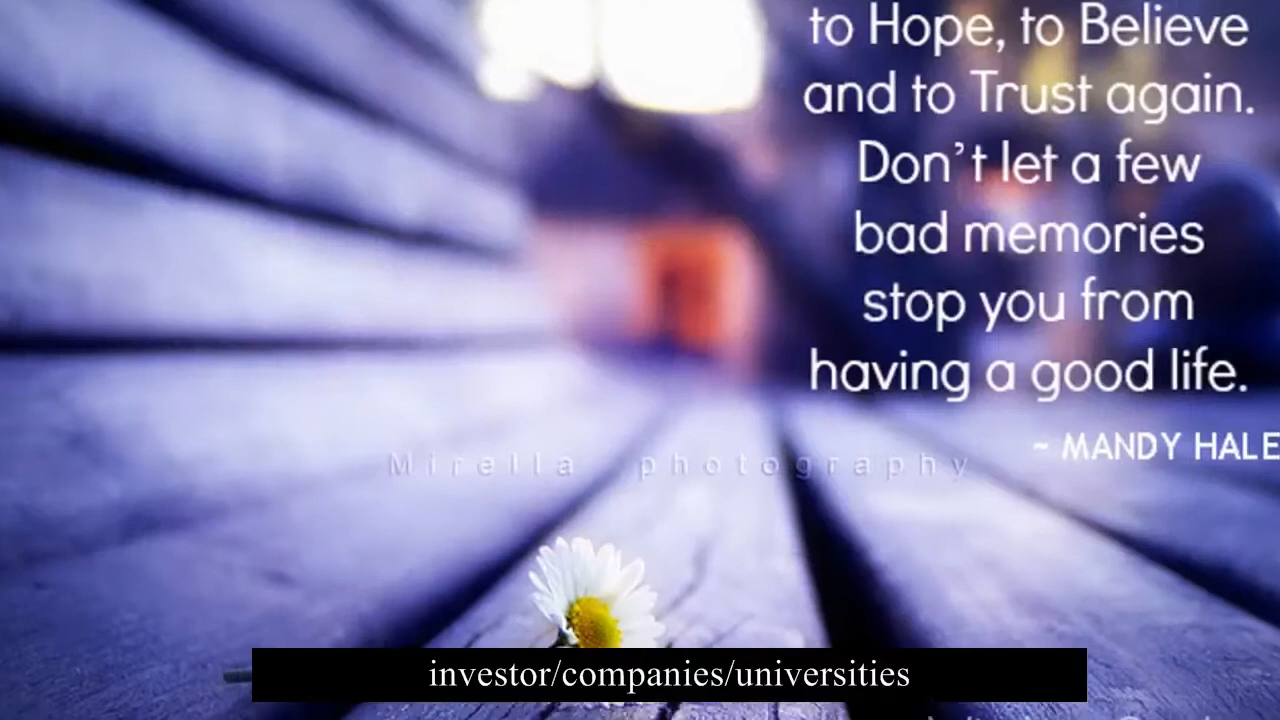 to Hope, to Believe
and to Trust again.
Don't let a few
bad memories
stop you from
having a good life.
~ MANDY HALE
Mirella photography
investor/companies/universities